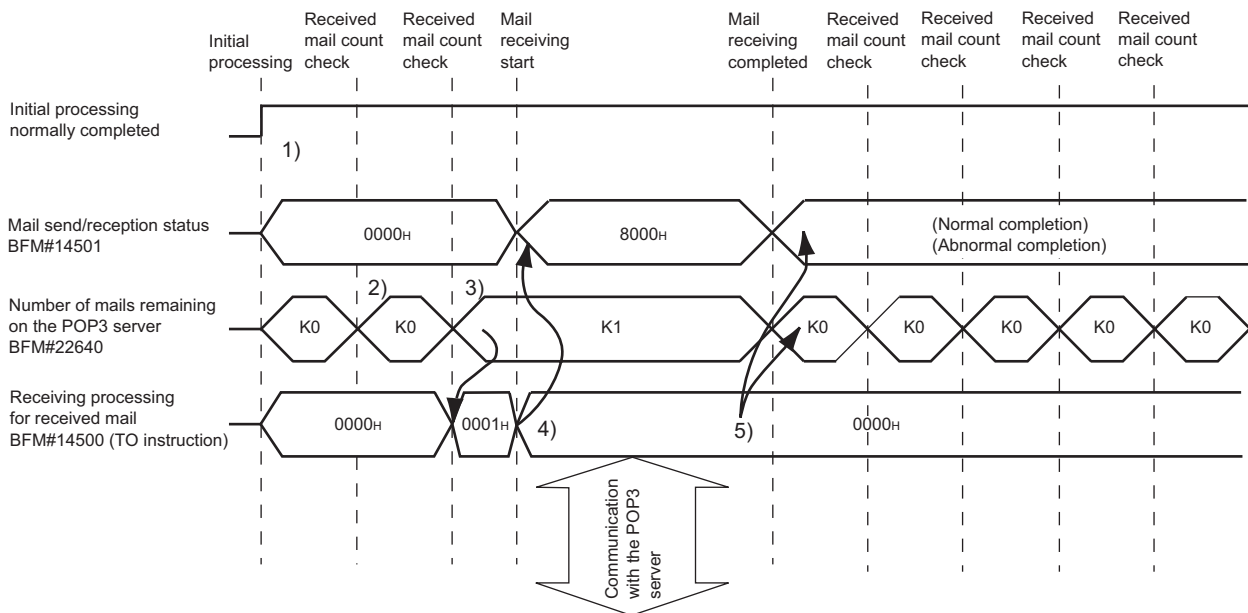 Initial
processing
Received
mail count
check
Received
mail count
check
Mail
receiving
start
Mail
receiving
completed
Received
mail count
check
Received
mail count
check
Received
mail count
check
Received
mail count
check
Initial processing
normally completed
1)
Mail send/reception status
BFM#14501
0000H
8000H
(Normal completion)
(Abnormal completion)
Number of mails remaining
on the POP3 server
BFM#22640
2)
3)
K0
K0
K1
K0
K0
K0
K0
K0
Receiving processing
for received mail
BFM#14500 (TO instruction)
0000H
0001H
4)
5)
0000H
Communication
with the POP3
server